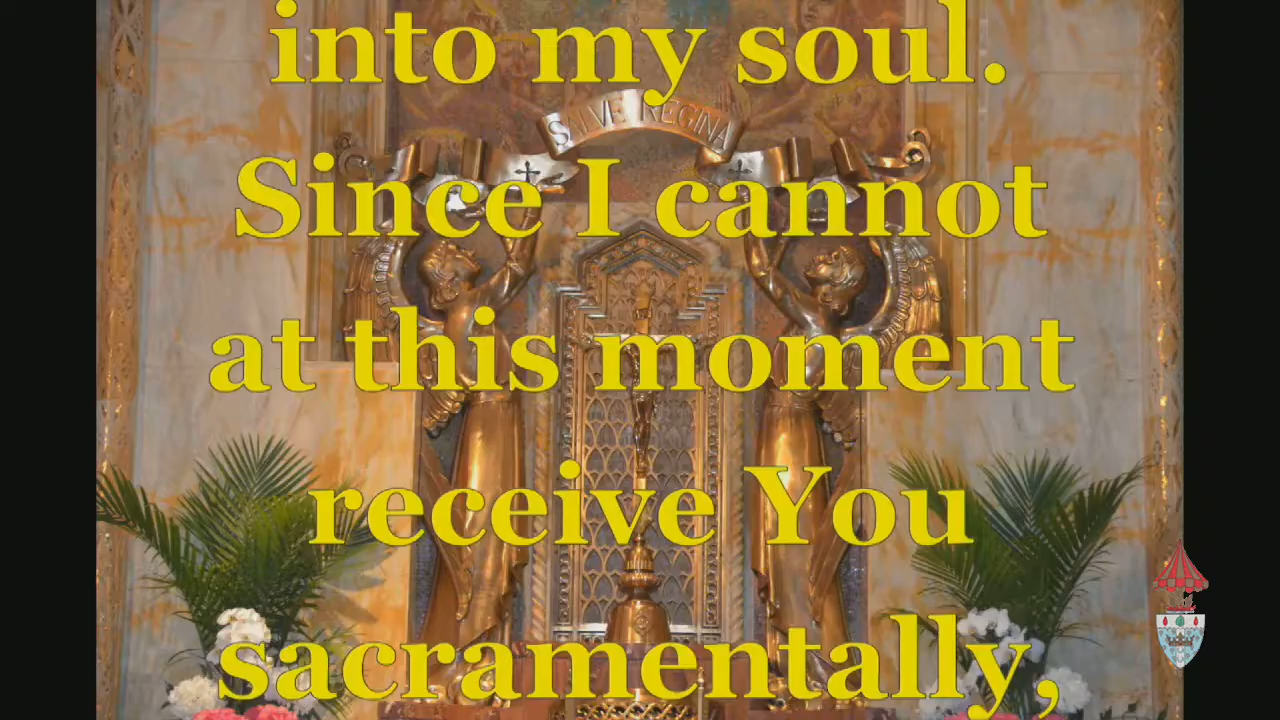 into my soul.
SALVE REGINA
Since I cannot
at this moment
receive You
sacramentally,